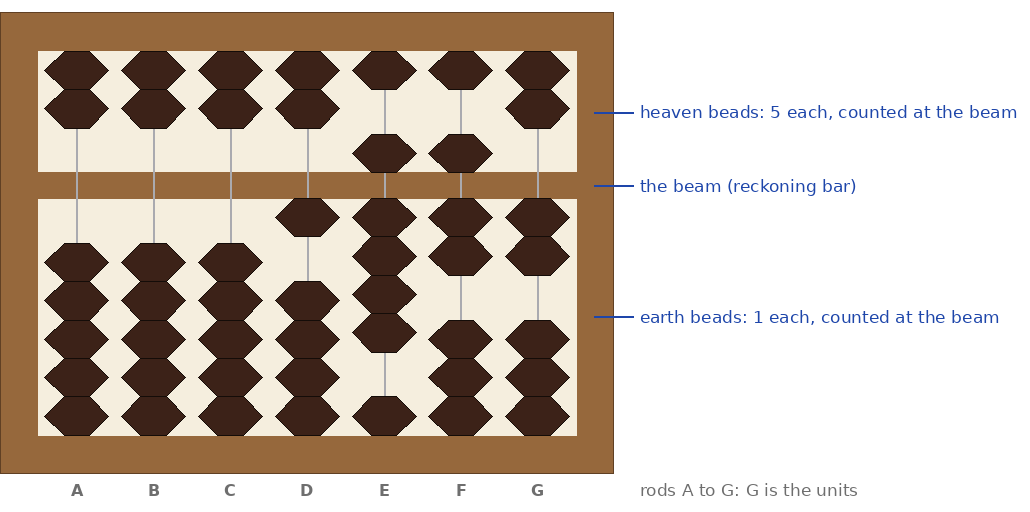 heaven beads: 5 each, counted at the beam
the beam (reckoning bar)
earth beads: 1 each, counted at the beam
A B C D E F G
rods A to G: G is the units